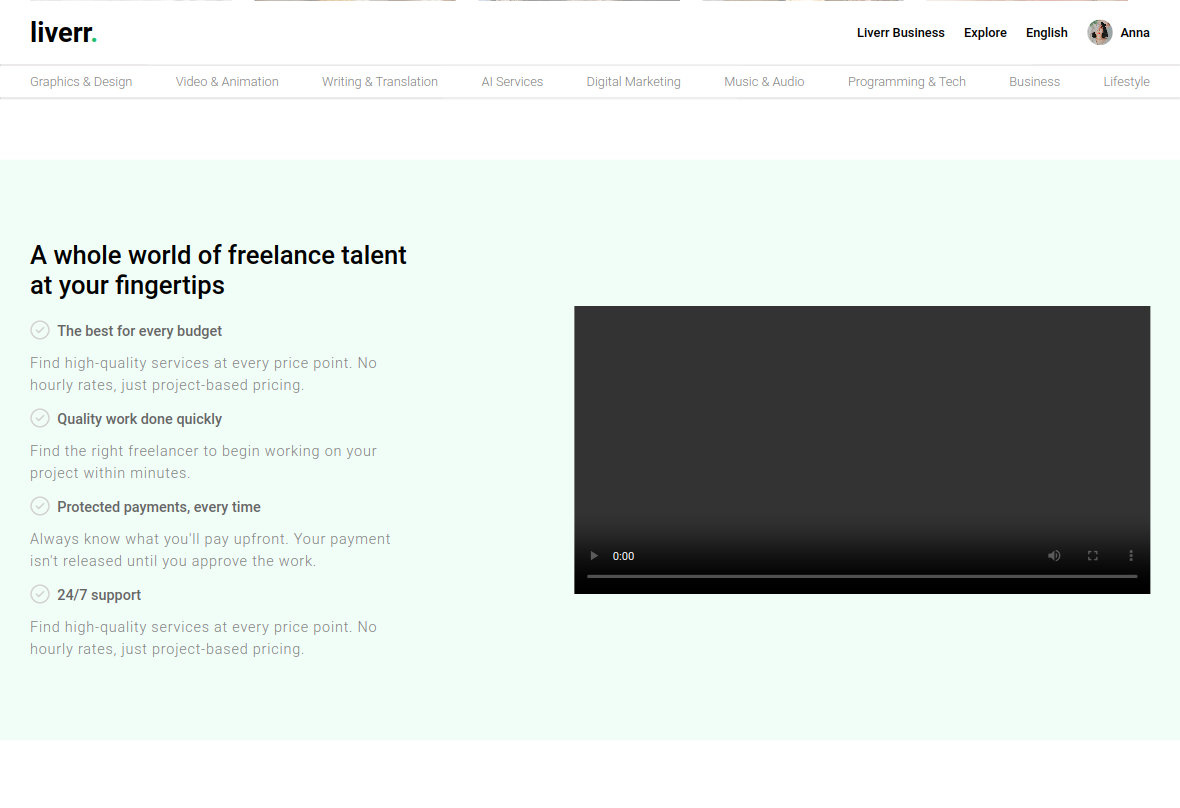 liverr.
Liverr Business Explore English Anna
Graphics & Design Video & Animation Writing & Translation AI Services Digital Marketing Music & Audio Programming & Tech Business Lifestyle
A whole world of freelance talent
at your fingertips
The best for every budget
Find high-quality services at every price point. No
hourly rates, just project-based pricing.
Quality work done quickly
Find the right freelancer to begin working on your
project within minutes.
Protected payments, every time
Always know what you'll pay upfront. Your payment
isn't released until you approve the work.
24/7 support
Find high-quality services at every price point. No
hourly rates, just project-based pricing.
0:00